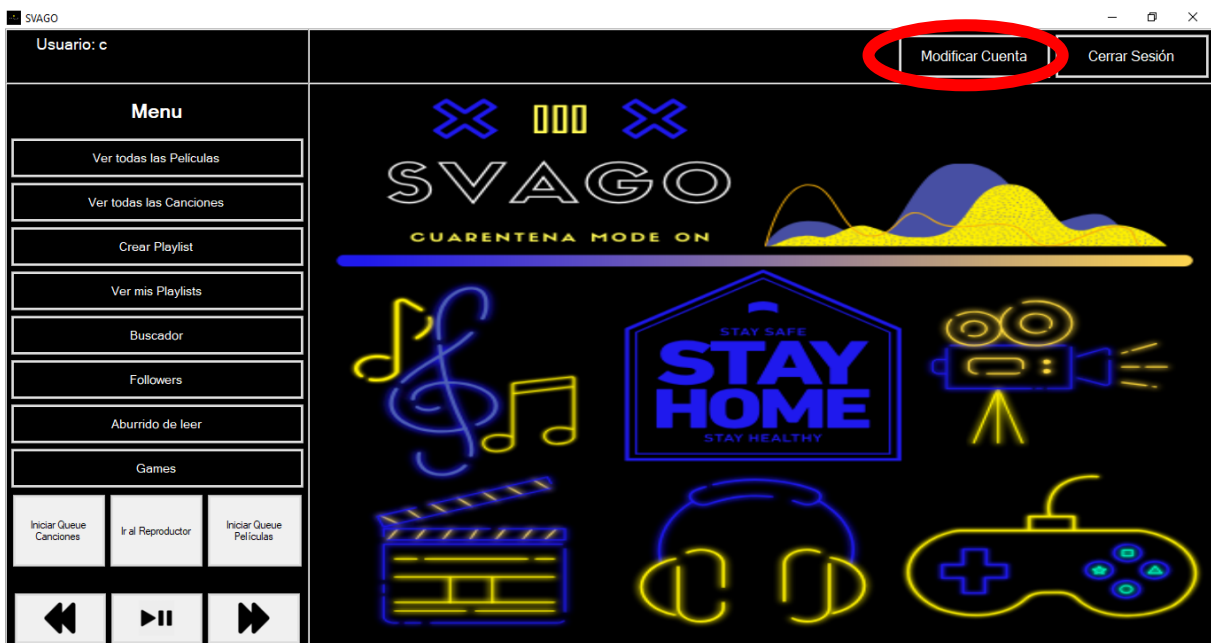 SVAGO
Usuario: c
Modificar Cuenta
Cerrar Sesión
Menu
Ver todas las Películas
Ver todas las Canciones
Crear Playlist
Ver mis Playlists
Buscador
Followers
Aburrido de leer
Games
Iniciar Queue
Canciones
Ir al Reproductor
Iniciar Queue
Películas
SVAGO
CUARENTENA MODE ON
STAY SAFE
STAY
HOME
STAY HEALTHY